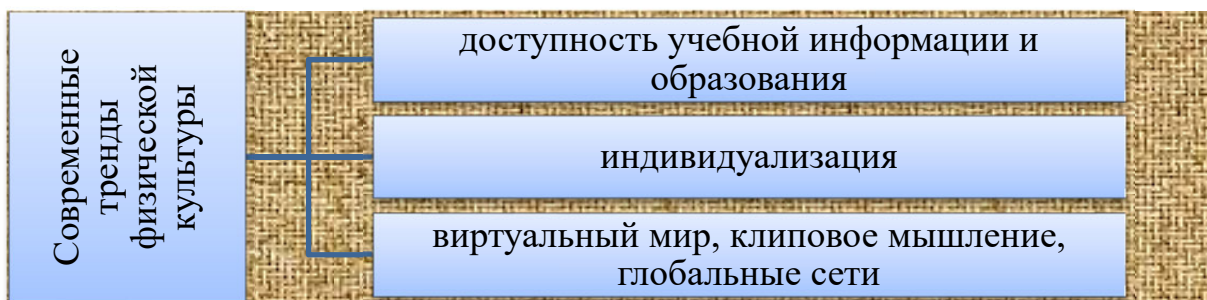 Современные
тренды
физической
культуры
доступность учебной информации и
образования
индивидуализация
виртуальный мир, клиповое мышление,
глобальные сети